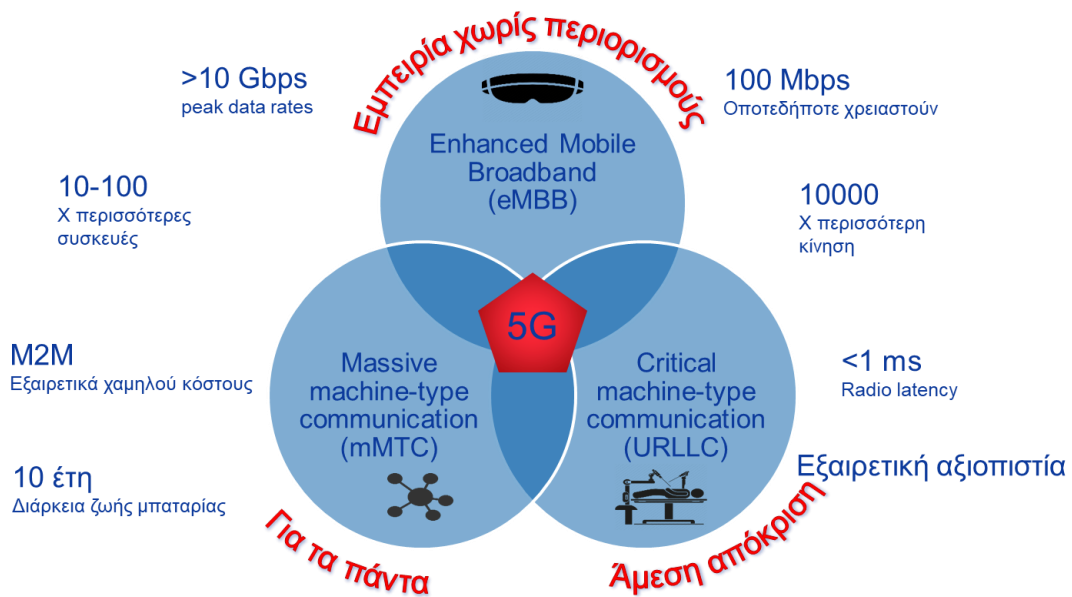 Εμπειρία χωρίς περιορισμούς
>10 Gbps
peak data rates
100 Mbps
Οποτεδήποτε χρειαστούν
Enhanced Mobile
Broadband
(eMBB)
10-100
Χ περισσότερες
συσκευές
10000
Χ περισσότερη
κίνηση
5G
M2M
Εξαιρετικά χαμηλού κόστους
Massive
machine-type
communication
(mMTC)
Critical
machine-type
communication
(URLLC)
<1 ms
Radio latency
10 έτη
Διάρκεια ζωής μπαταρίας
Εξαιρετική αξιοπιστία
Για τα πάντα
Άμεση απόκριση